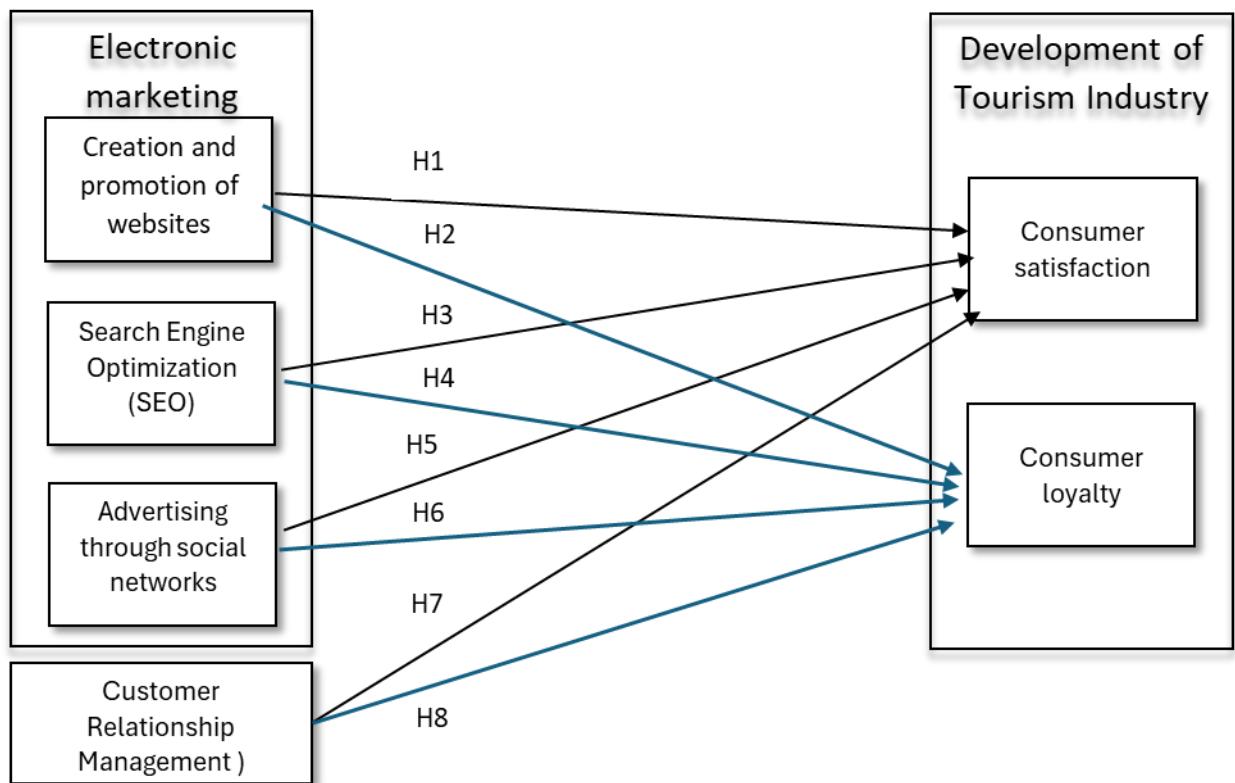 Electronic
marketing
Creation and
promotion of
websites
Search Engine
Optimization
(SEO)
Advertising
through social
networks
Customer
Relationship
Management )
H1
H2
H3
H4
H5
H6
H7
H8
Development of
Tourism Industry
Consumer
satisfaction
Consumer
loyalty